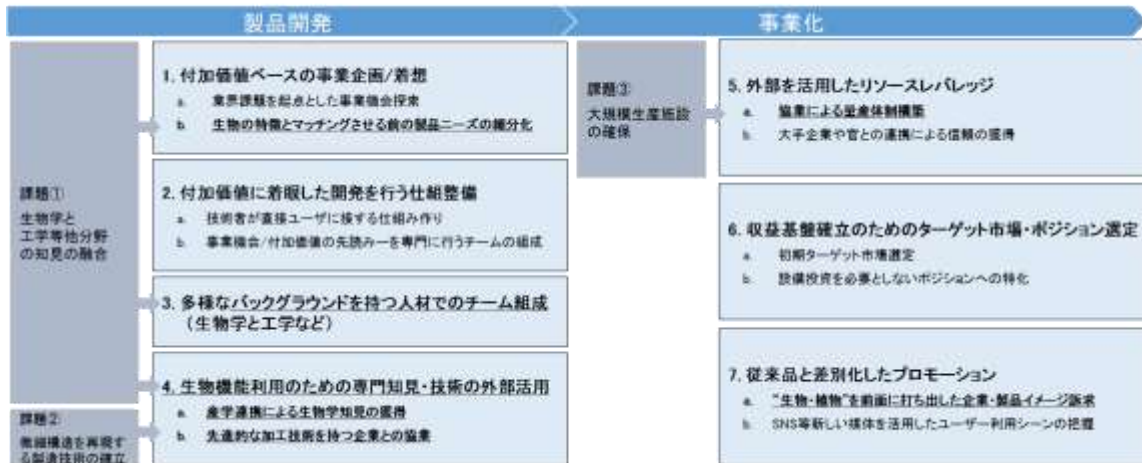 製品開発
事業化
課題①
生物学と
工学等他分野
の知見の融合
課題②
微細構造を再現す
る製造技術の確立
1. 付加価値ベースの事業企画/着想
a. 業界課題を起点とした事業機会探索
b. 生物の特徴とマッチングさせる前の製品ニーズの細分化
2. 付加価値に着眼した開発を行う仕組整備
a. 技術者が直接ユーザに接する仕組み作り
b. 事業機会/付加価値の先読みーを専門に行うチームの組成
3. 多様なバックグラウンドを持つ人材でのチーム組成
（生物学と工学など）
4. 生物機能利用のための専門知見・技術の外部活用
a. 産学連携による生物学知見の獲得
b. 先進的な加工技術を持つ企業との協業
課題③
大規模生産施設
の確保
5. 外部を活用したリソースレバレッジ
a. 協業による量産体制構築
b. 大手企業や官との連携による信頼の獲得
6. 収益基盤確立のためのターゲット市場・ポジション選定
a. 初期ターゲット市場選定
b. 設備投資を必要としないポジションへの特化
7. 従来品と差別化したプロモーション
a. "生物・植物"を前面に打ち出した企業・製品イメージ訴求
b. SNS等新しい媒体を活用したユーザー利用シーンの把握